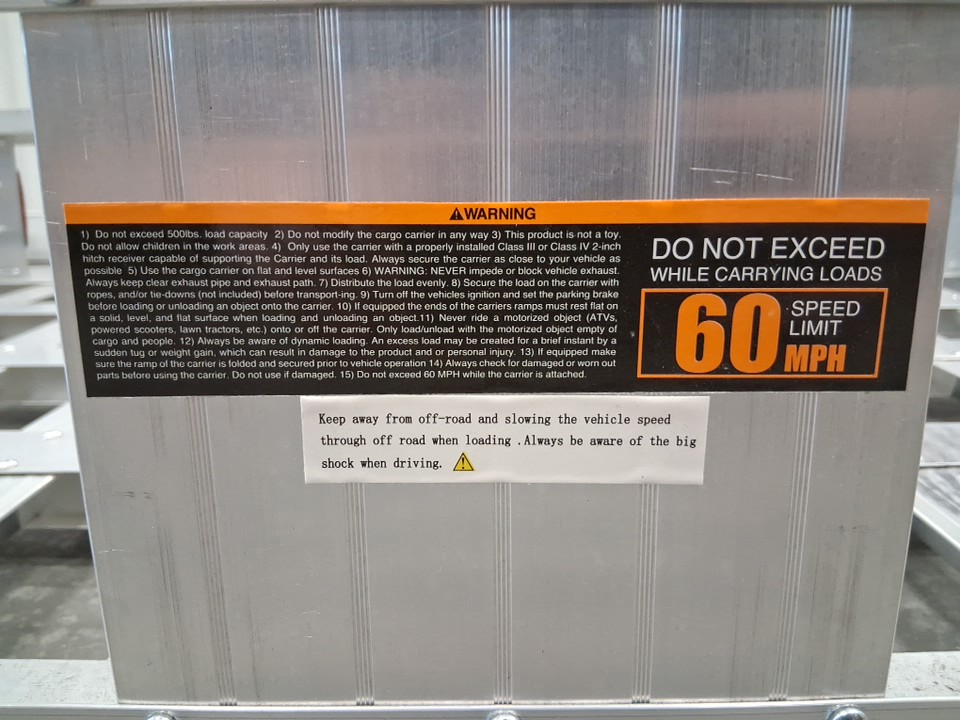 ⚠WARNING
1) Do not exceed 500lbs. load capacity 2) Do not modify the cargo carrier in any way 3) This product is not a toy.
Do not allow children in the work areas. 4) Only use the carrier with a properly installed Class III or Class IV 2-inch
hitch receiver capable of supporting the Carrier and its load. Always secure the carrier as close to your vehicle as
possible 5) Use the cargo carrier on flat and level surfaces 6) WARNING: NEVER impede or block vehicle exhaust.
Always keep clear exhaust pipe and exhaust path. 7) Distribute the load evenly. 8) Secure the load on the carrier with
ropes, and/or tie-downs (not included) before transport-ing. 9) Turn off the vehicles ignition and set the parking brake
before loading or unloading an object onto the carrier. 10) If equipped the ends of the carriers ramps must rest flat on
a solid, level, and flat surface when loading and unloading an object.11) Never ride a motorized object (ATVs,
powered scooters, lawn tractors, etc.) onto or off the carrier. Only load/unload with the motorized object empty of
cargo and people. 12) Always be aware of dynamic loading. An excess load may be created for a brief instant by a
sudden tug or weight gain, which can result in damage to the product and or personal injury. 13) If equipped make
sure the ramp of the carrier is folded and secured prior to vehicle operation 14) Always check for damaged or worn out
parts before using the carrier. Do not use if damaged. 15) Do not exceed 60 MPH while the carrier is attached.
DO NOT EXCEED
WHILE CARRYING LOADS
60 SPEED
LIMIT
MPH
Keep away from off-road and slowing the vehicle speed
through off road when loading .Always be aware of the big
shock when driving. ⚠